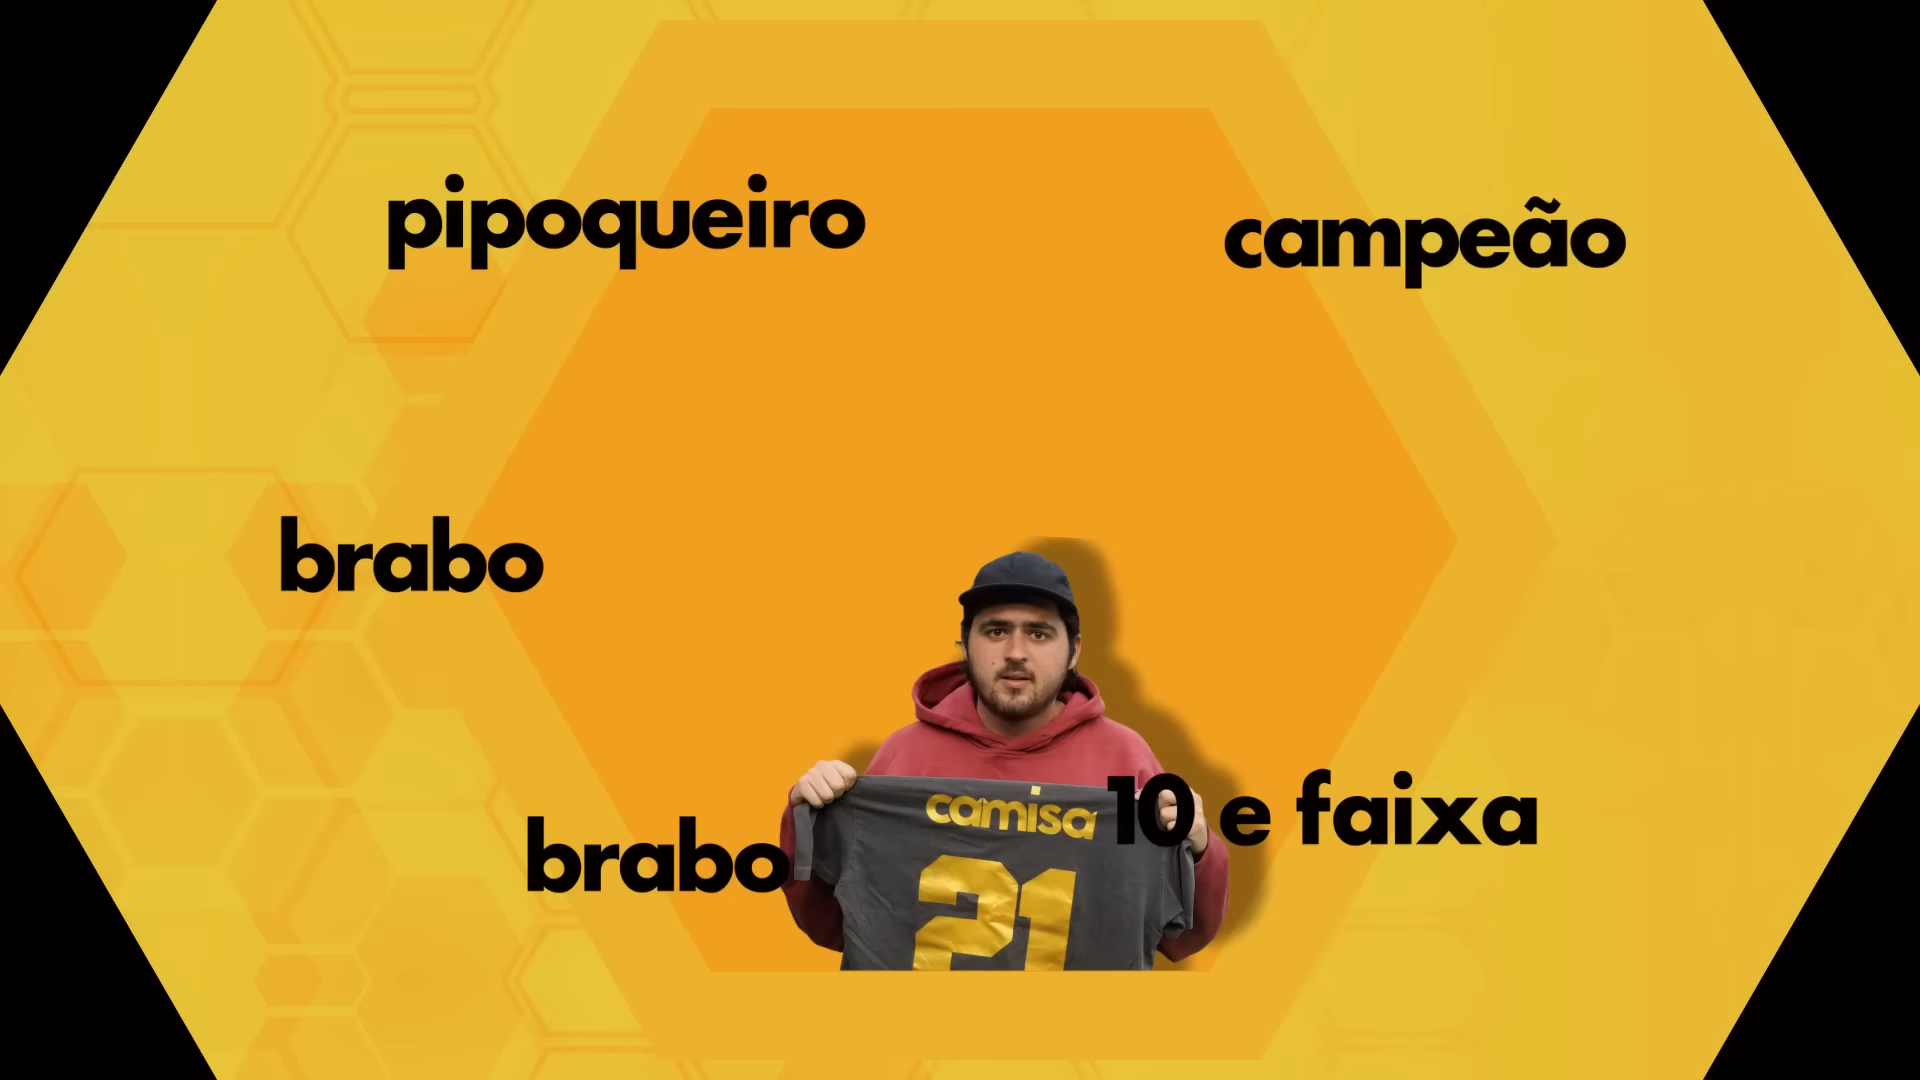 pipoqueiro
campeão
brabo
10 e faixa
camisa
21
brabo